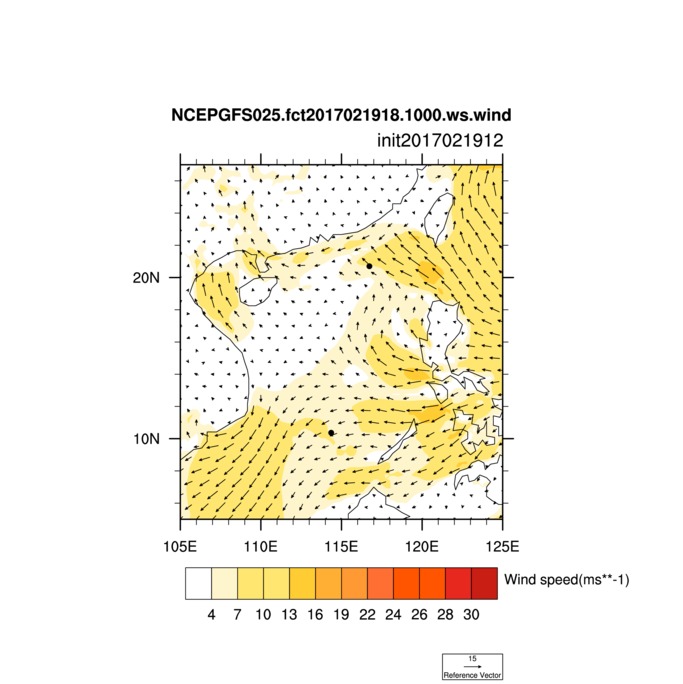 NCEPGFS025.fct2017021918.1000.ws.wind
init2017021912
20N
10N
105E 110E 115E 120E 125E
Wind speed(ms**-1)
4 7 10 13 16 19 22 24 26 28 30
15
Reference Vector